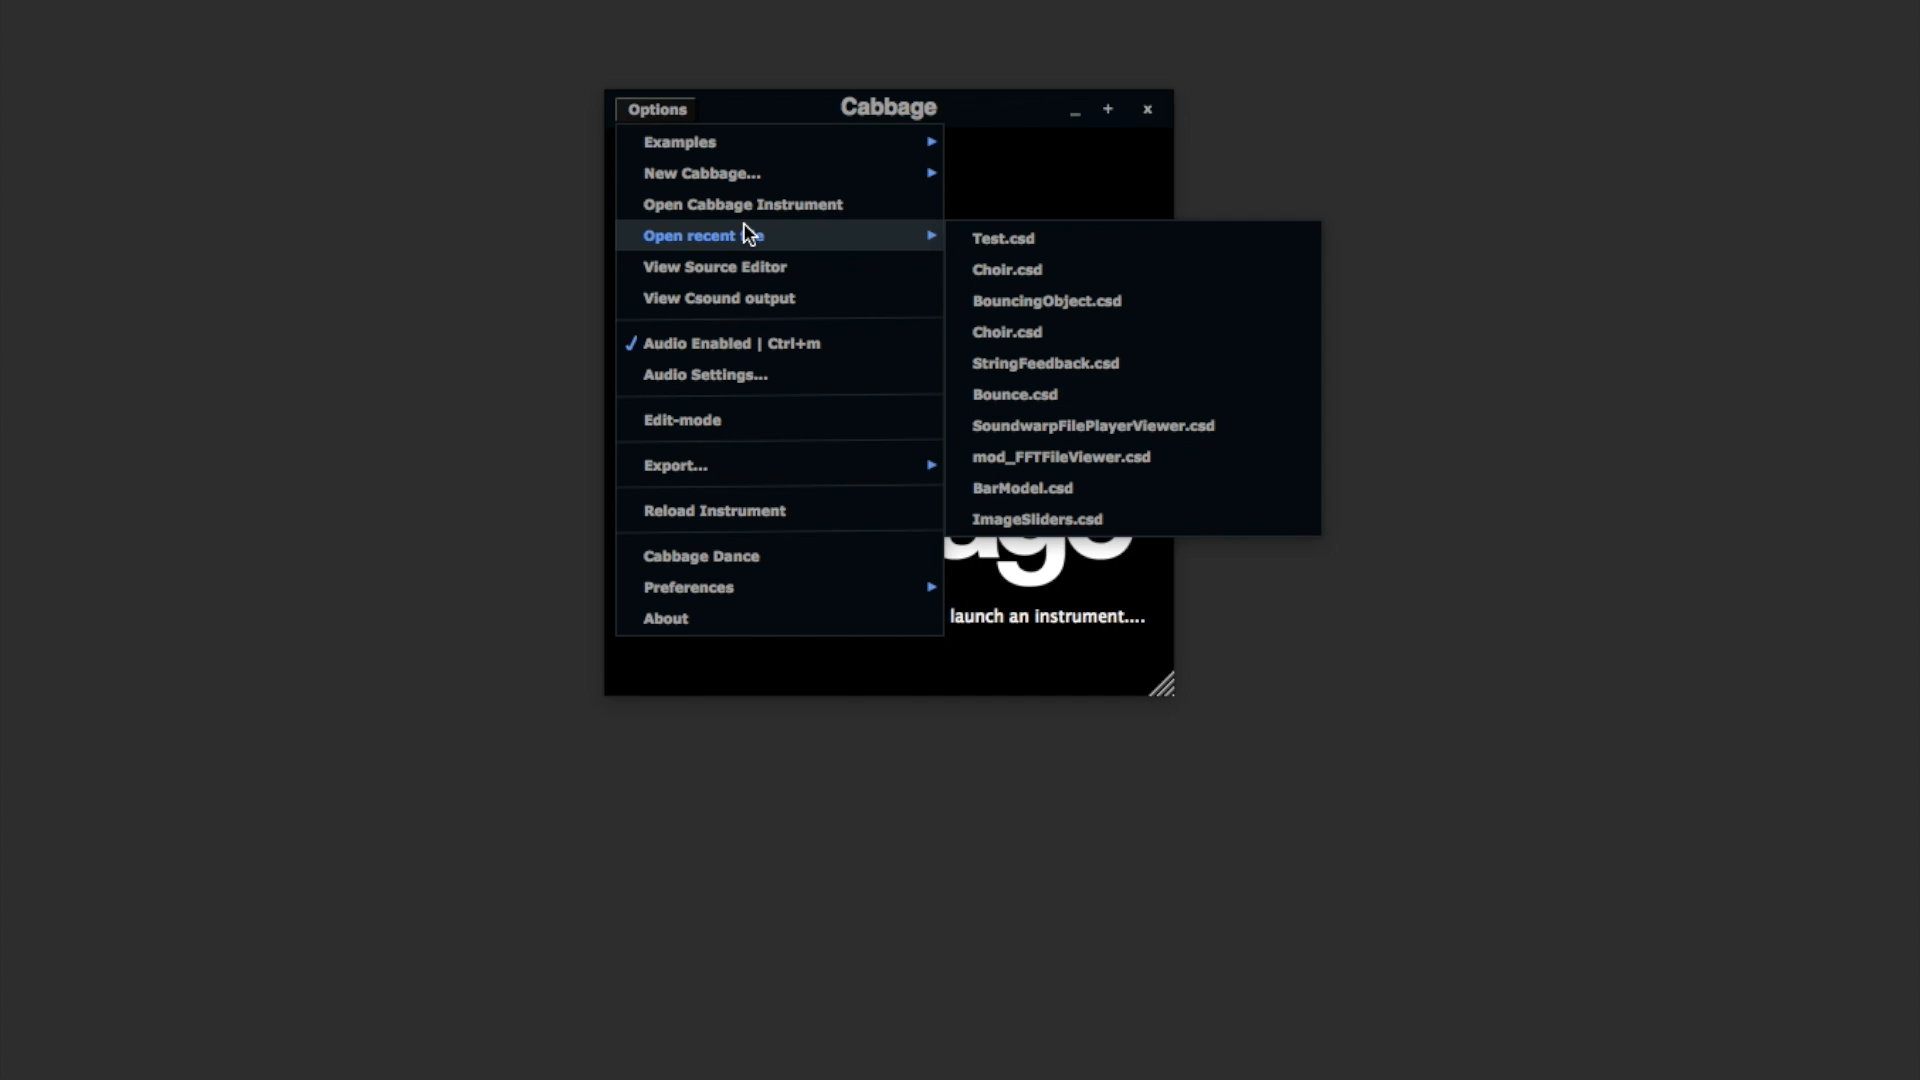 Options
Cabbage
Examples
New Cabbage...
Open Cabbage Instrument
Open recent
View Source Editor
View Csound output
Audio Enabled | Ctrl+m
Audio Settings...
Edit-mode
Export...
Reload Instrument
Cabbage Dance
Preferences
About
Test.csd
Choir.csd
BouncingObject.csd
Choir.csd
StringFeedback.csd
Bounce.csd
SoundwarpFilePlayerViewer.csd
mod_FFTFileViewer.csd
BarModel.csd
ImageSliders.csd
launch an instrument....